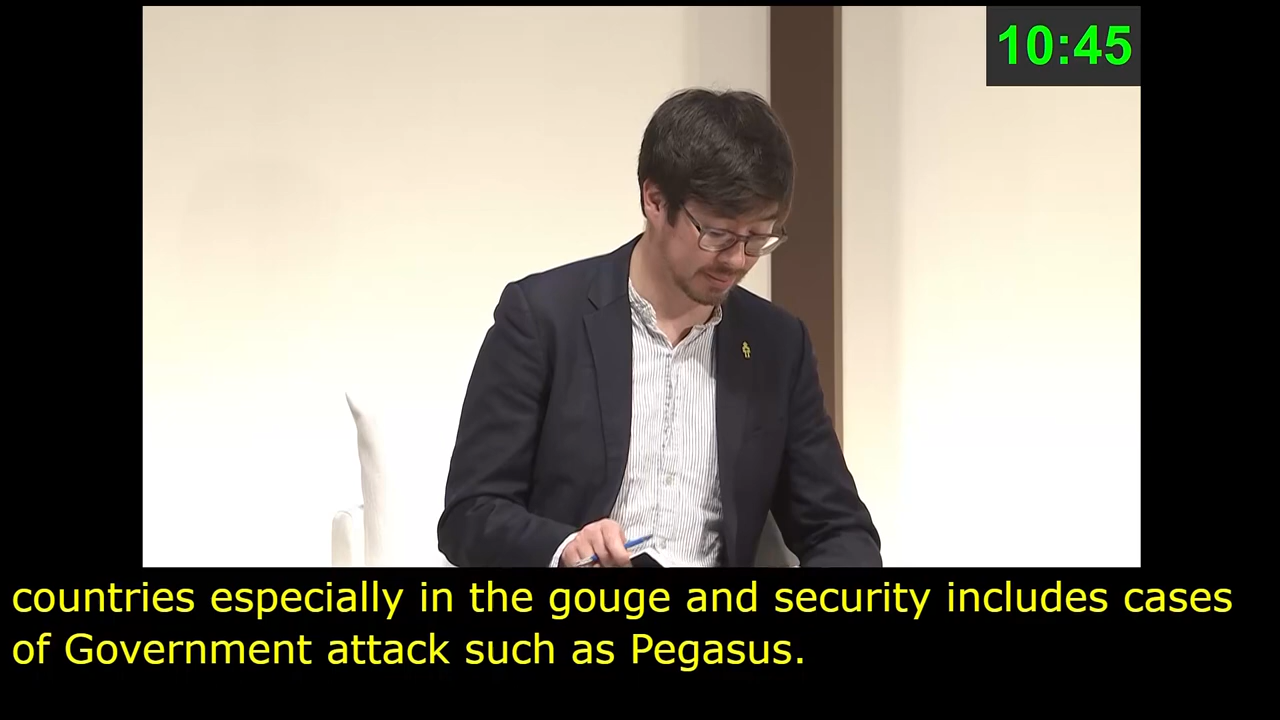 10:45
countries especially in the gouge and security includes cases
of Government attack such as Pegasus.